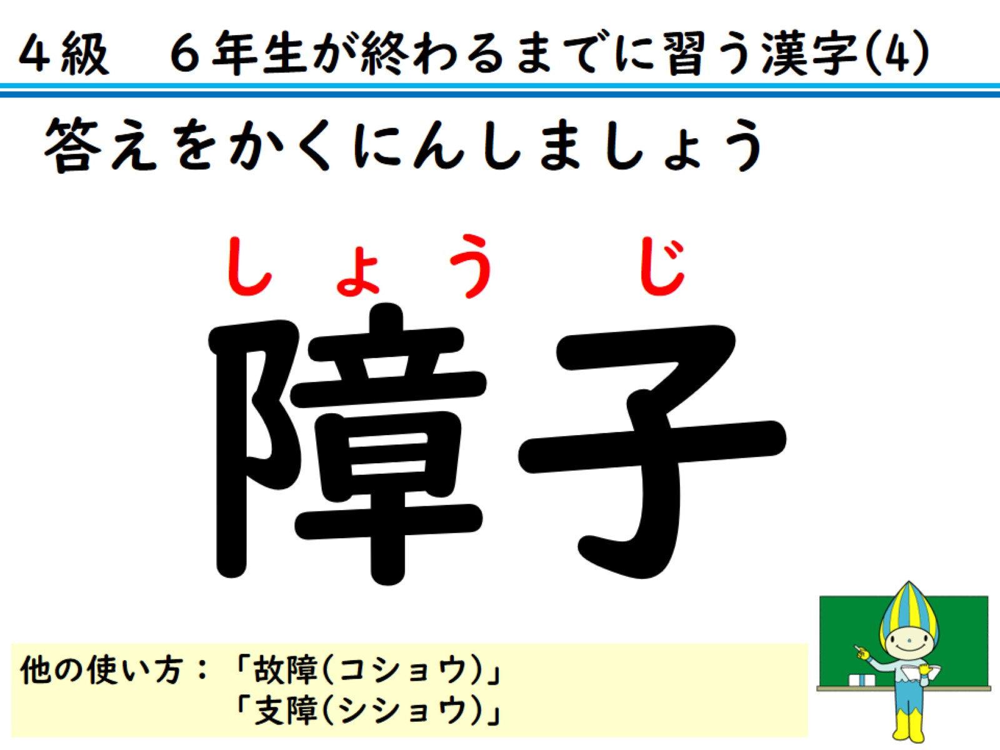 ４級　６年生が終わるまでに習う漢字(4)
答えをかくにんしましょう
しょうじ
障子
他の使い方：「故障(コショウ)」
「支障(シショウ)」